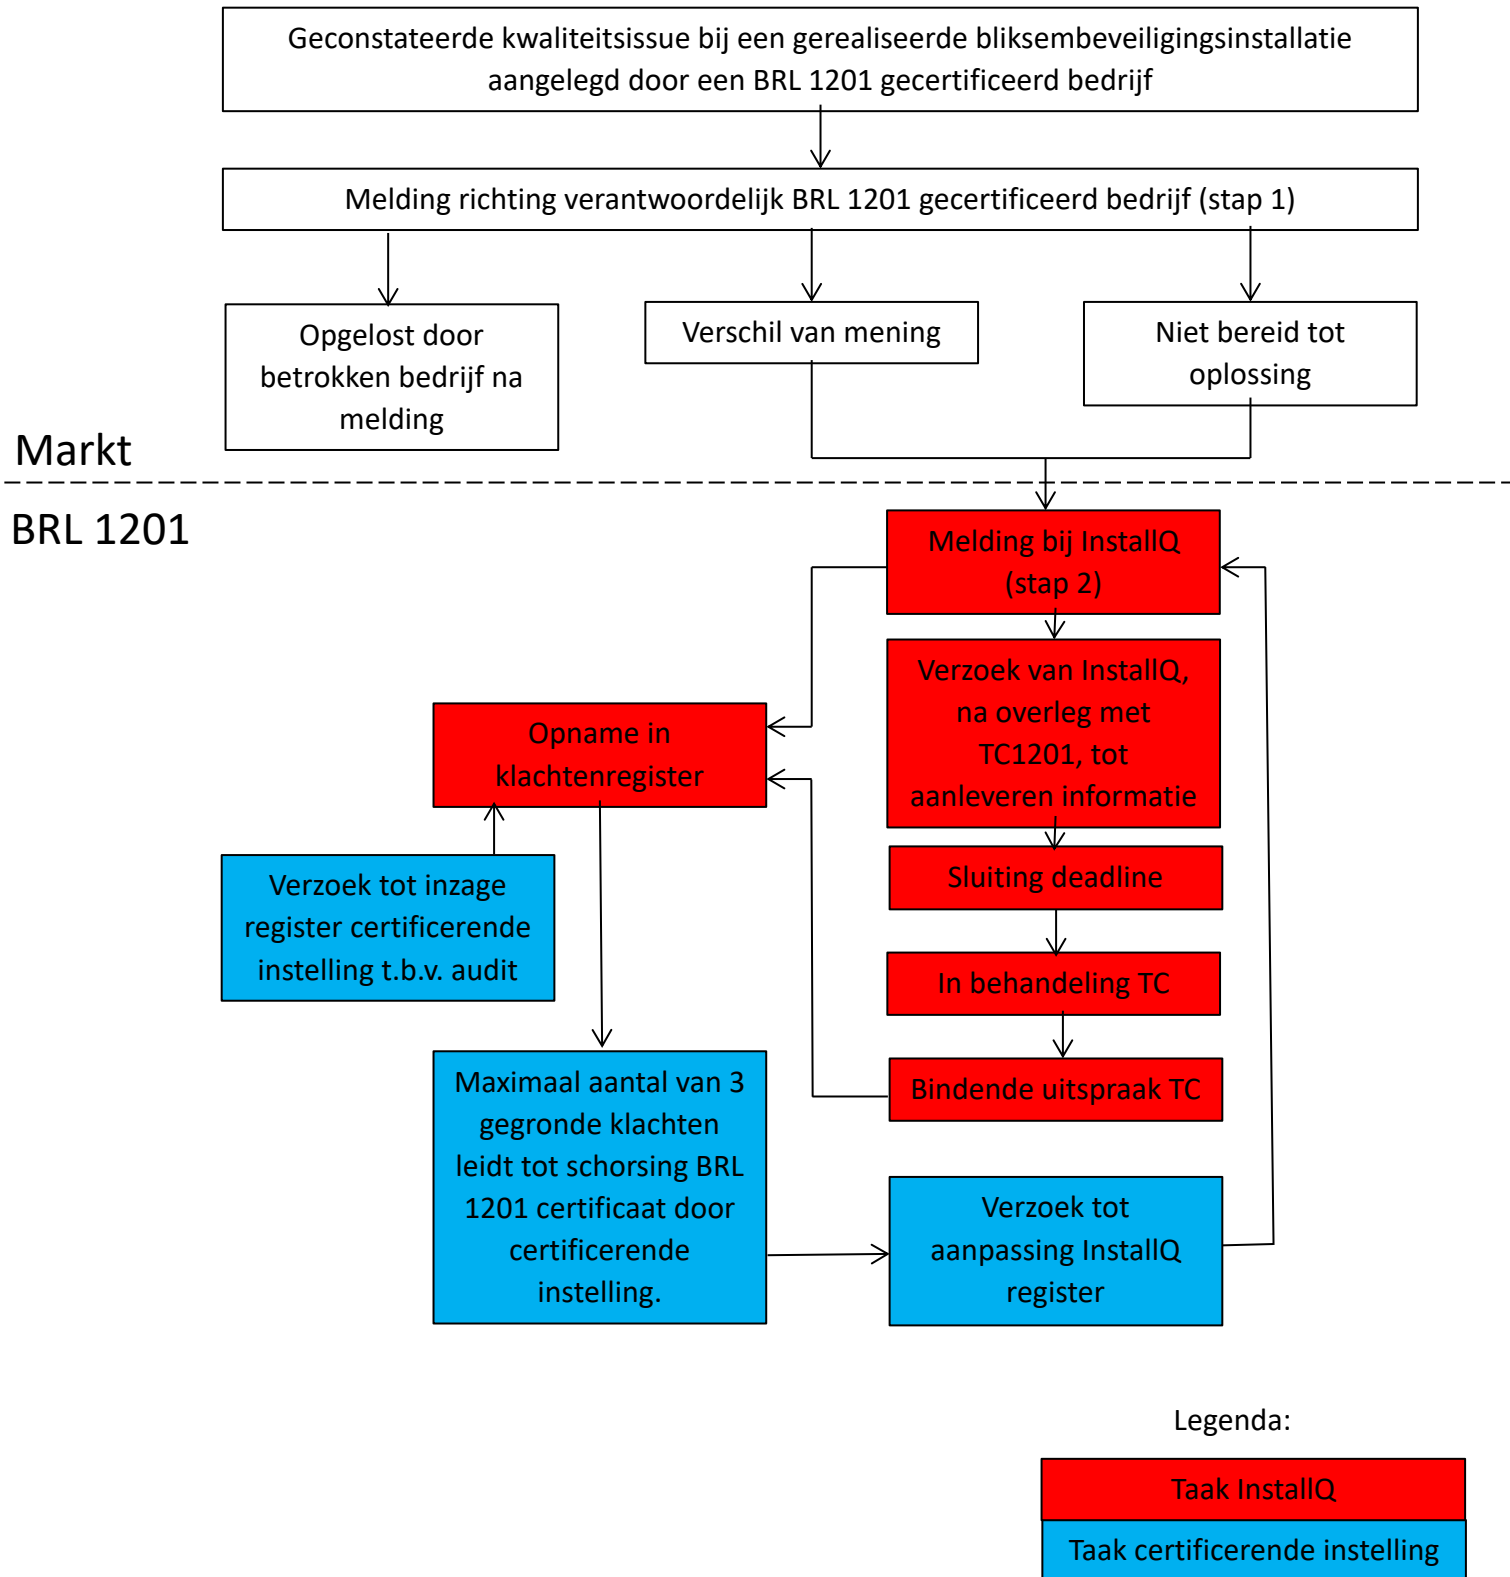 Geconstateerde kwaliteitsissue bij een gerealiseerde bliksembeveiligingsinstallatie
aangelegd door een BRL 1201 gecertificeerd bedrijf
Melding richting verantwoordelijk BRL 1201 gecertificeerd bedrijf (stap 1)
Opgelost door
betrokken bedrijf na
melding
Verschil van mening
Niet bereid tot
oplossing
Markt
BRL 1201
Melding bij InstallQ
(stap 2)
Verzoek van InstallQ,
na overleg met
TC1201, tot
aanleveren informatie
Opname in
klachtenregister
Sluiting deadline
Verzoek tot inzage
register certificerende
instelling t.b.v. audit
In behandeling TC
Bindende uitspraak TC
Maximaal aantal van 3
gegronde klachten
leidt tot schorsing BRL
1201 certificaat door
certificerende
instelling.
Verzoek tot
aanpassing InstallQ
register
Legenda:
Taak InstallQ
Taak certificerende instelling